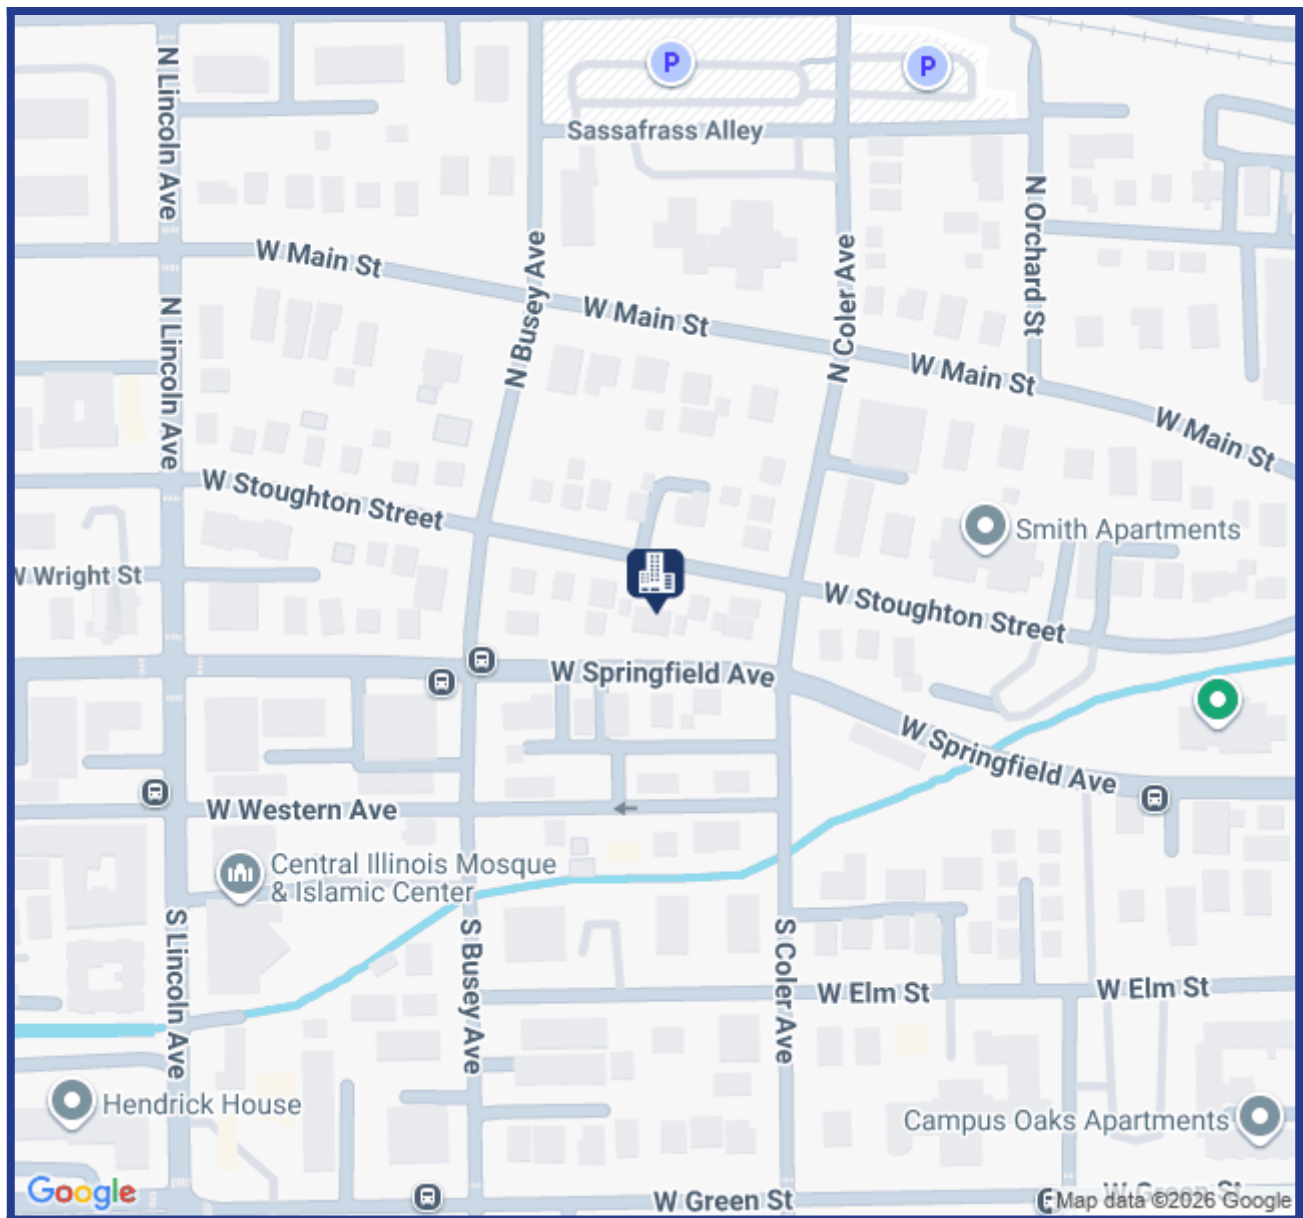 P
P
Sassafrass Alley
N Lincoln Ave
N Orchard St
W Main St
N Busey Ave
N Coler Ave
W Main St
N Lincoln Ave
W Main St
W Main St
W Stoughton Street
Smith Apartments
W Wright St
W Stoughton Street
W Springfield Ave
W Springfield Ave
W Western Ave
Central Illinois Mosque
& Islamic Center
S Lincoln Ave
S Busey Ave
S Coler Ave
W Elm St
W Elm St
Hendrick House
Campus Oaks Apartments
Google
W Green St
W Green St
Map data ©2026 Google